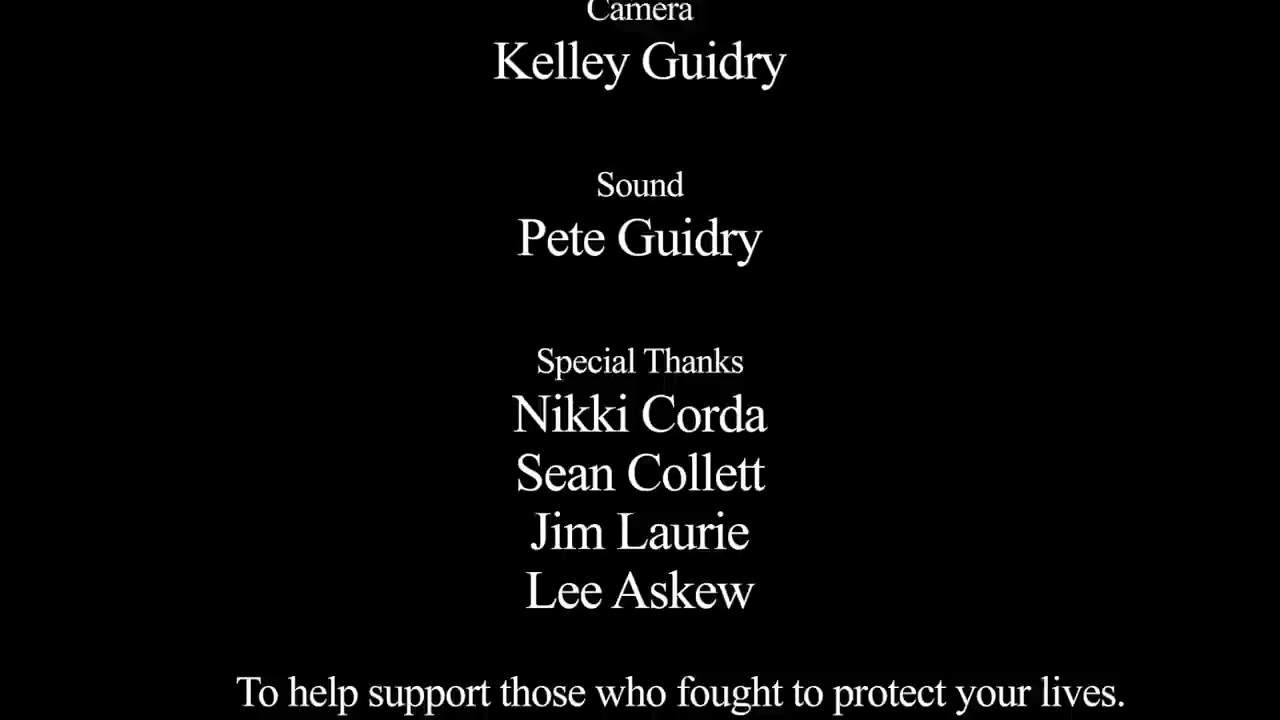 Camera
Kelley Guidry
Sound
Pete Guidry
Special Thanks
Nikki Corda
Sean Collett
Jim Laurie
Lee Askew
To help support those who fought to protect your lives.